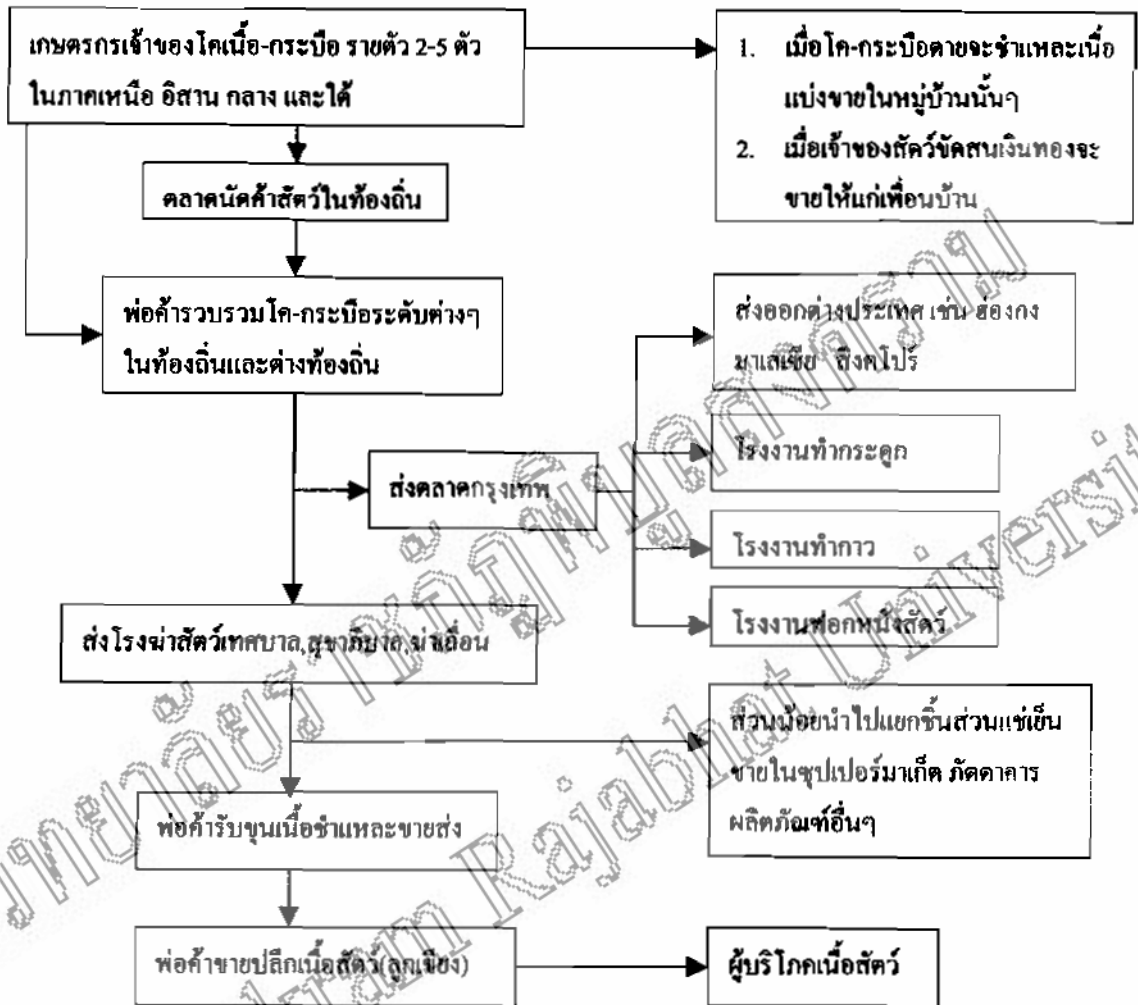 เกษตรกรเจ้าของโคเนื้อ-กระบือ รายตัว 2-5 ตัว
ในภาคเหนือ อีสาน กลาง และใต้
1. เมื่อโค-กระบือตายจะชำแหละเนื้อ
แบ่งขายในหมู่บ้านนั้นๆ
2. เมื่อเจ้าของสัตว์ขัดสนเงินทองจะ
ขายให้แก่เพื่อนบ้าน
ตลาดนัดค้าสัตว์ในท้องถิ่น
พ่อค้ารวบรวมโค-กระบือระดับต่างๆ
ในท้องถิ่นและต่างท้องถิ่น
ส่งออกต่างประเทศ เช่น ฮ่องกง
มาเลเซีย สิงคโปร์
โรงงานทำกระดูก
ส่งตลาดกรุงเทพ
โรงงานทำกาว
โรงงานฟอกหนังสัตว์
ส่งโรงฆ่าสัตว์เทศบาล,สุขาภิบาล,ฆ่าเถื่อน
ส่วนน้อยนำไปแยกชิ้นส่วนแช่เย็น
ขายในซุปเปอร์มาเก็ต ภัตตาคาร
ผลิตภัณฑ์อื่นๆ
พ่อค้ารับขุนเนื้อชำแหละขายส่ง
พ่อค้าขายปลีกเนื้อสัตว์(ลูกเขียง)
ผู้บริโภคเนื้อสัตว์
Rajabhat Universit